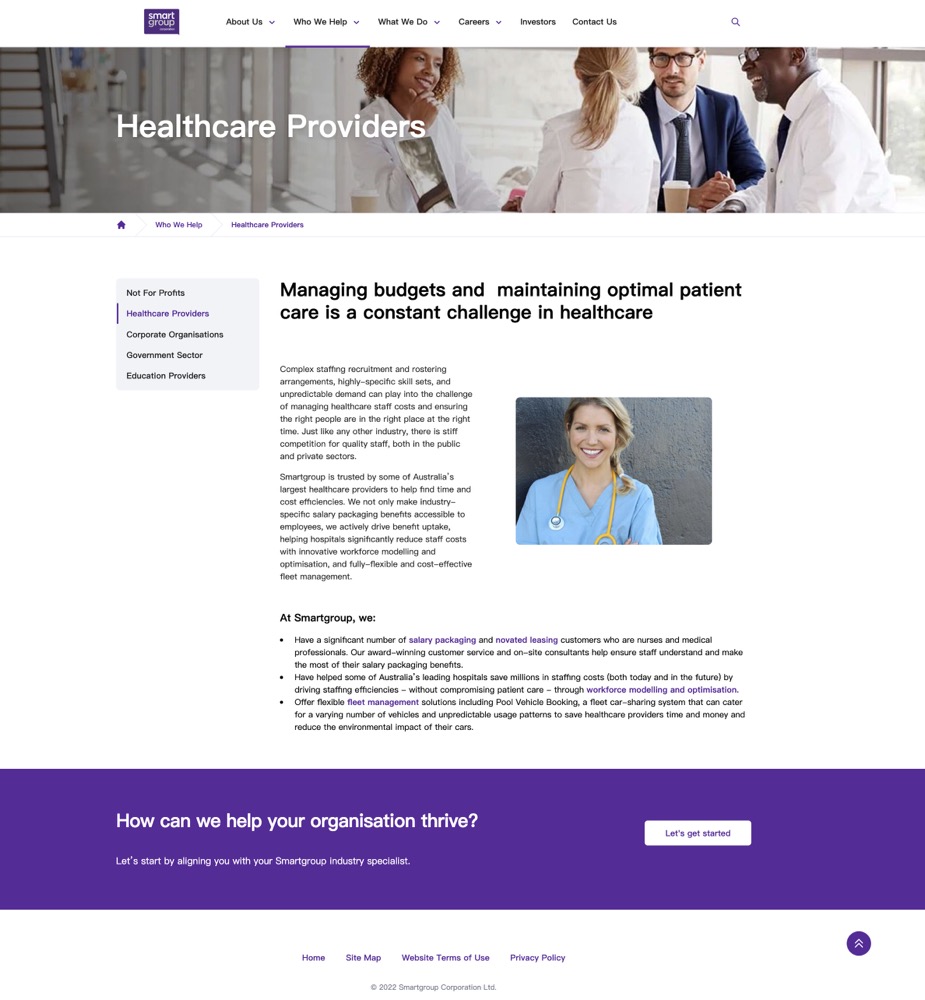 smart
group
corporation
About Us
Who We Help
What We Do
Careers
Investors
Contact Us
Healthcare Providers
Who We Help
Healthcare Providers
Not For Profits
Healthcare Providers
Corporate Organisations
Government Sector
Education Providers
Managing budgets and  maintaining optimal patient
care is a constant challenge in healthcare
Complex staffing recruitment and rostering
arrangements, highly-specific skill sets, and
unpredictable demand can play into the challenge
of managing healthcare staff costs and ensuring
the right people are in the right place at the right
time. Just like any other industry, there is stiff
competition for quality staff, both in the public
and private sectors.
Smartgroup is trusted by some of Australia's
largest healthcare providers to help find time and
cost efficiencies. We not only make industry-
specific salary packaging benefits accessible to
employees, we actively drive benefit uptake,
helping hospitals significantly reduce staff costs
with innovative workforce modelling and
optimisation, and fully-flexible and cost-effective
fleet management.
At Smartgroup, we:
• Have a significant number of salary packaging and novated leasing customers who are nurses and medical
professionals. Our award-winning customer service and on-site consultants help ensure staff understand and make
the most of their salary packaging benefits.
• Have helped some of Australia's leading hospitals save millions in staffing costs (both today and in the future) by
driving staffing efficiencies - without compromising patient care - through workforce modelling and optimisation.
• Offer flexible fleet management solutions including Pool Vehicle Booking, a fleet car-sharing system that can cater
for a varying number of vehicles and unpredictable usage patterns to save healthcare providers time and money and
reduce the environmental impact of their cars.
How can we help your organisation thrive?
Let's get started
Let's start by aligning you with your Smartgroup industry specialist.
Home
Site Map
Website Terms of Use
Privacy Policy
© 2022 Smartgroup Corporation Ltd.